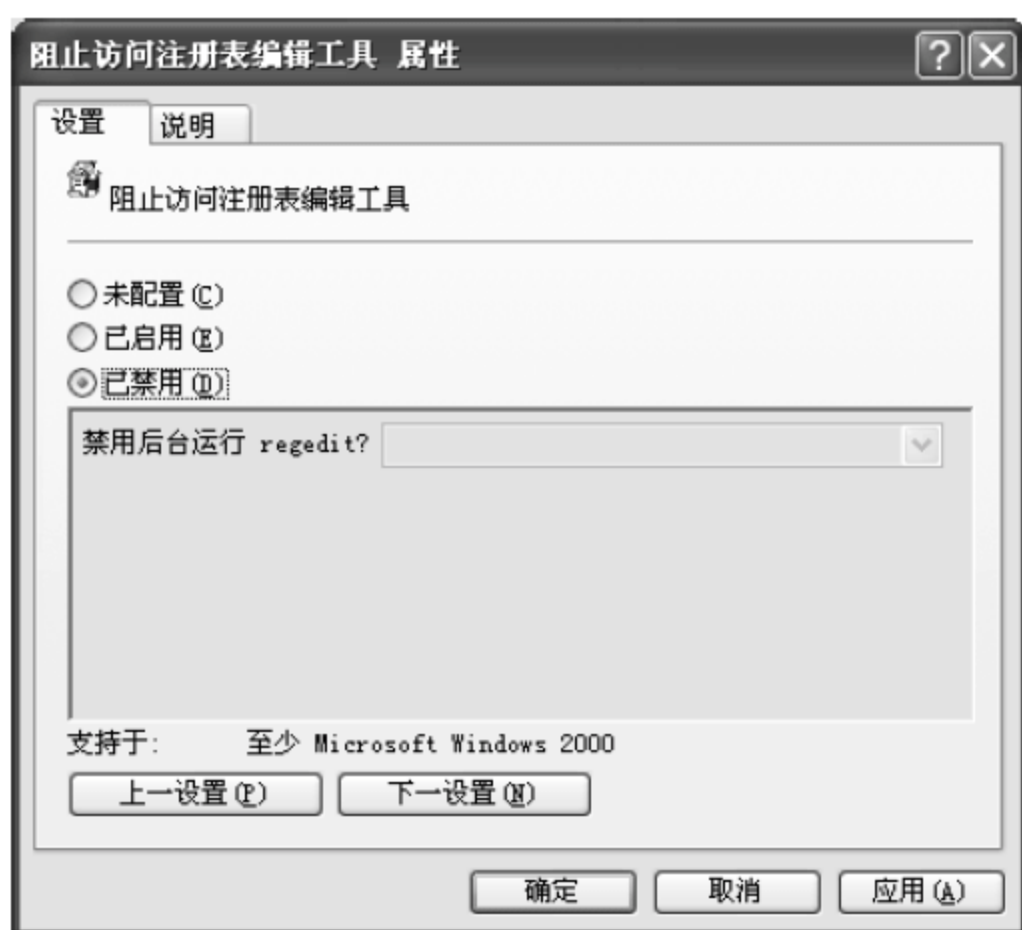 阻止访问注册表编辑工具 属性
设置 说明
阻止访问注册表编辑工具
未配置(C)
已启用(E)
已禁用(D)
禁用后台运行 regedit?
支持于: 至少 Microsoft Windows 2000
上一设置(P) 下一设置(N)
确定 取消 应用(A)